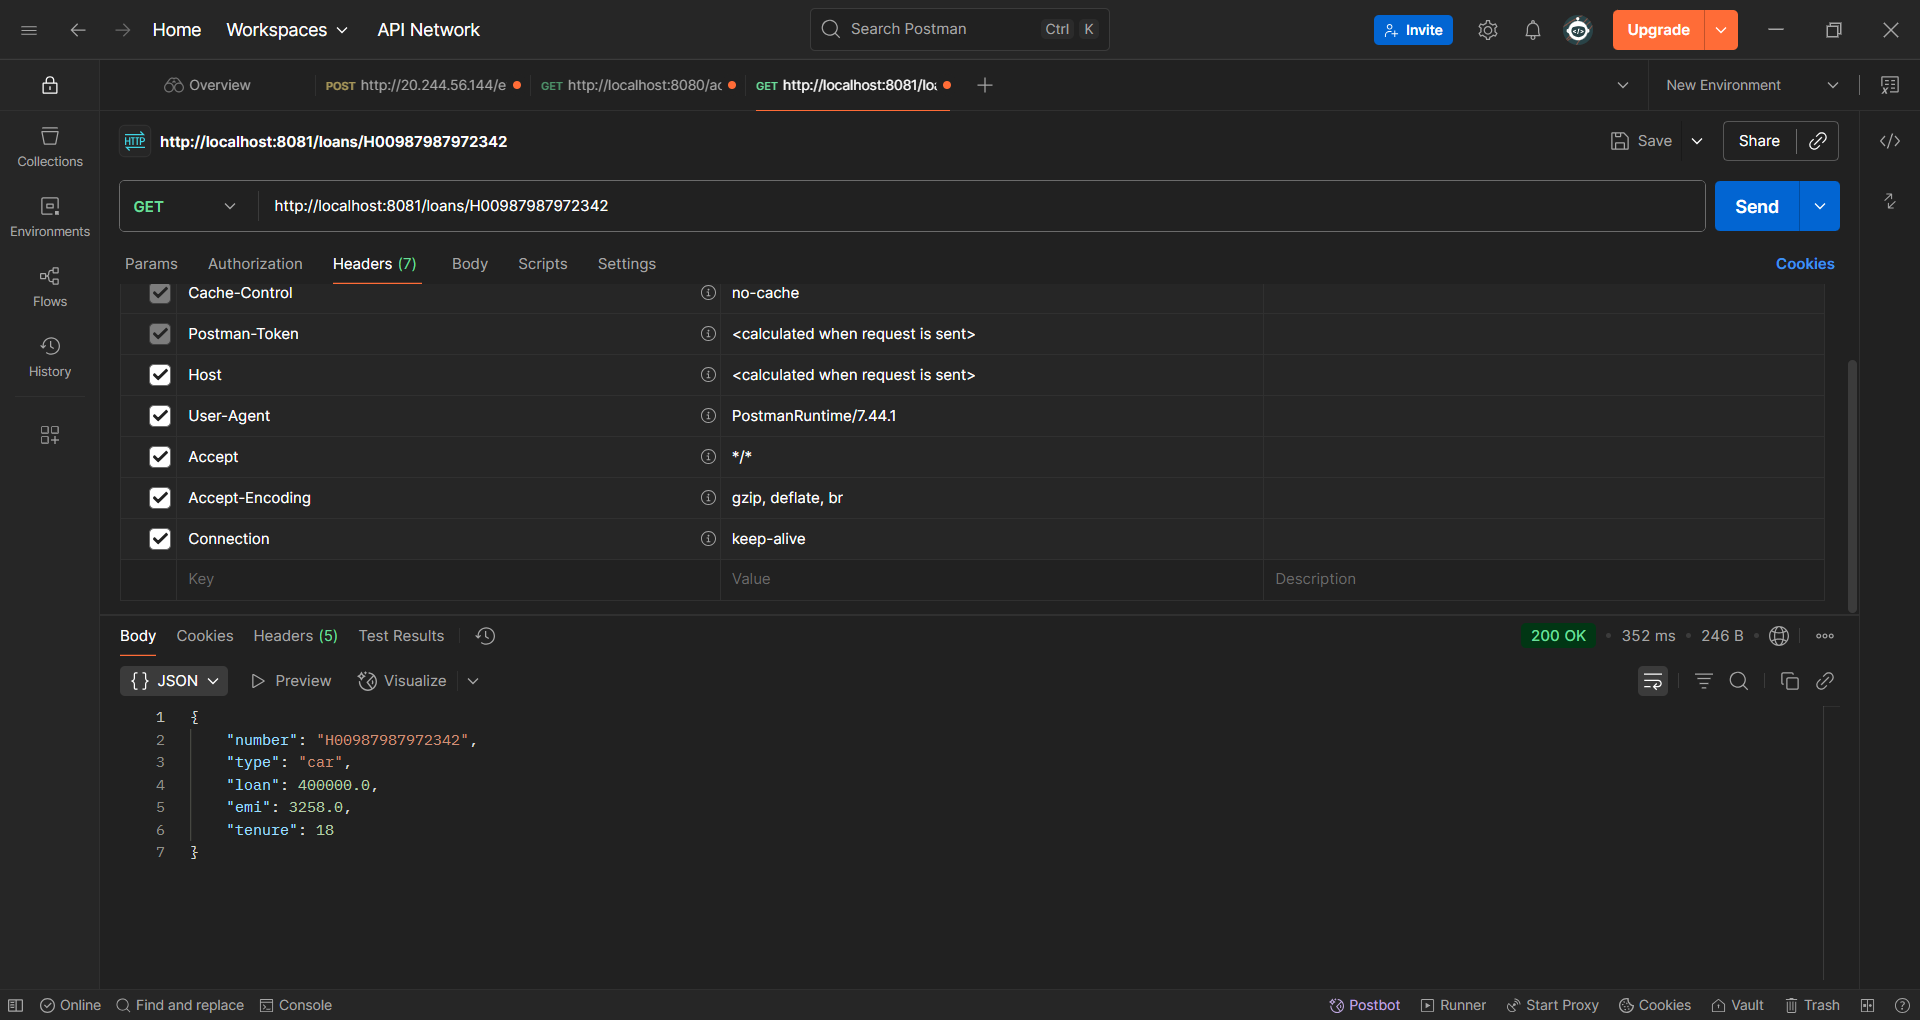 Home Workspaces API Network Search Postman Ctrl K Invite Upgrade
Overview POST http://20.244.56.144/e GET http://localhost:8080/ac GET http://localhost:8081/loa New Environment
HTTP http://localhost:8081/loans/H00987987972342 Save Share
Collections
GET http://localhost:8081/loans/H00987987972342 Send
Environments
Params Authorization Headers (7) Body Scripts Settings Cookies
Flows
History
Cache-Control no-cache
Postman-Token <calculated when request is sent>
Host <calculated when request is sent>
User-Agent PostmanRuntime/7.44.1
Accept */*
Accept-Encoding gzip, deflate, br
Connection keep-alive
Key Value Description
Body Cookies Headers (5) Test Results 200 OK • 352 ms • 246 B
{} JSON Preview Visualize
1 {
2 "number": "H00987987972342",
3 "type": "car",
4 "loan": 400000.0,
5 "emi": 3258.0,
6 "tenure": 18
7 }
Online Find and replace Console Postbot Runner Start Proxy Cookies Vault Trash